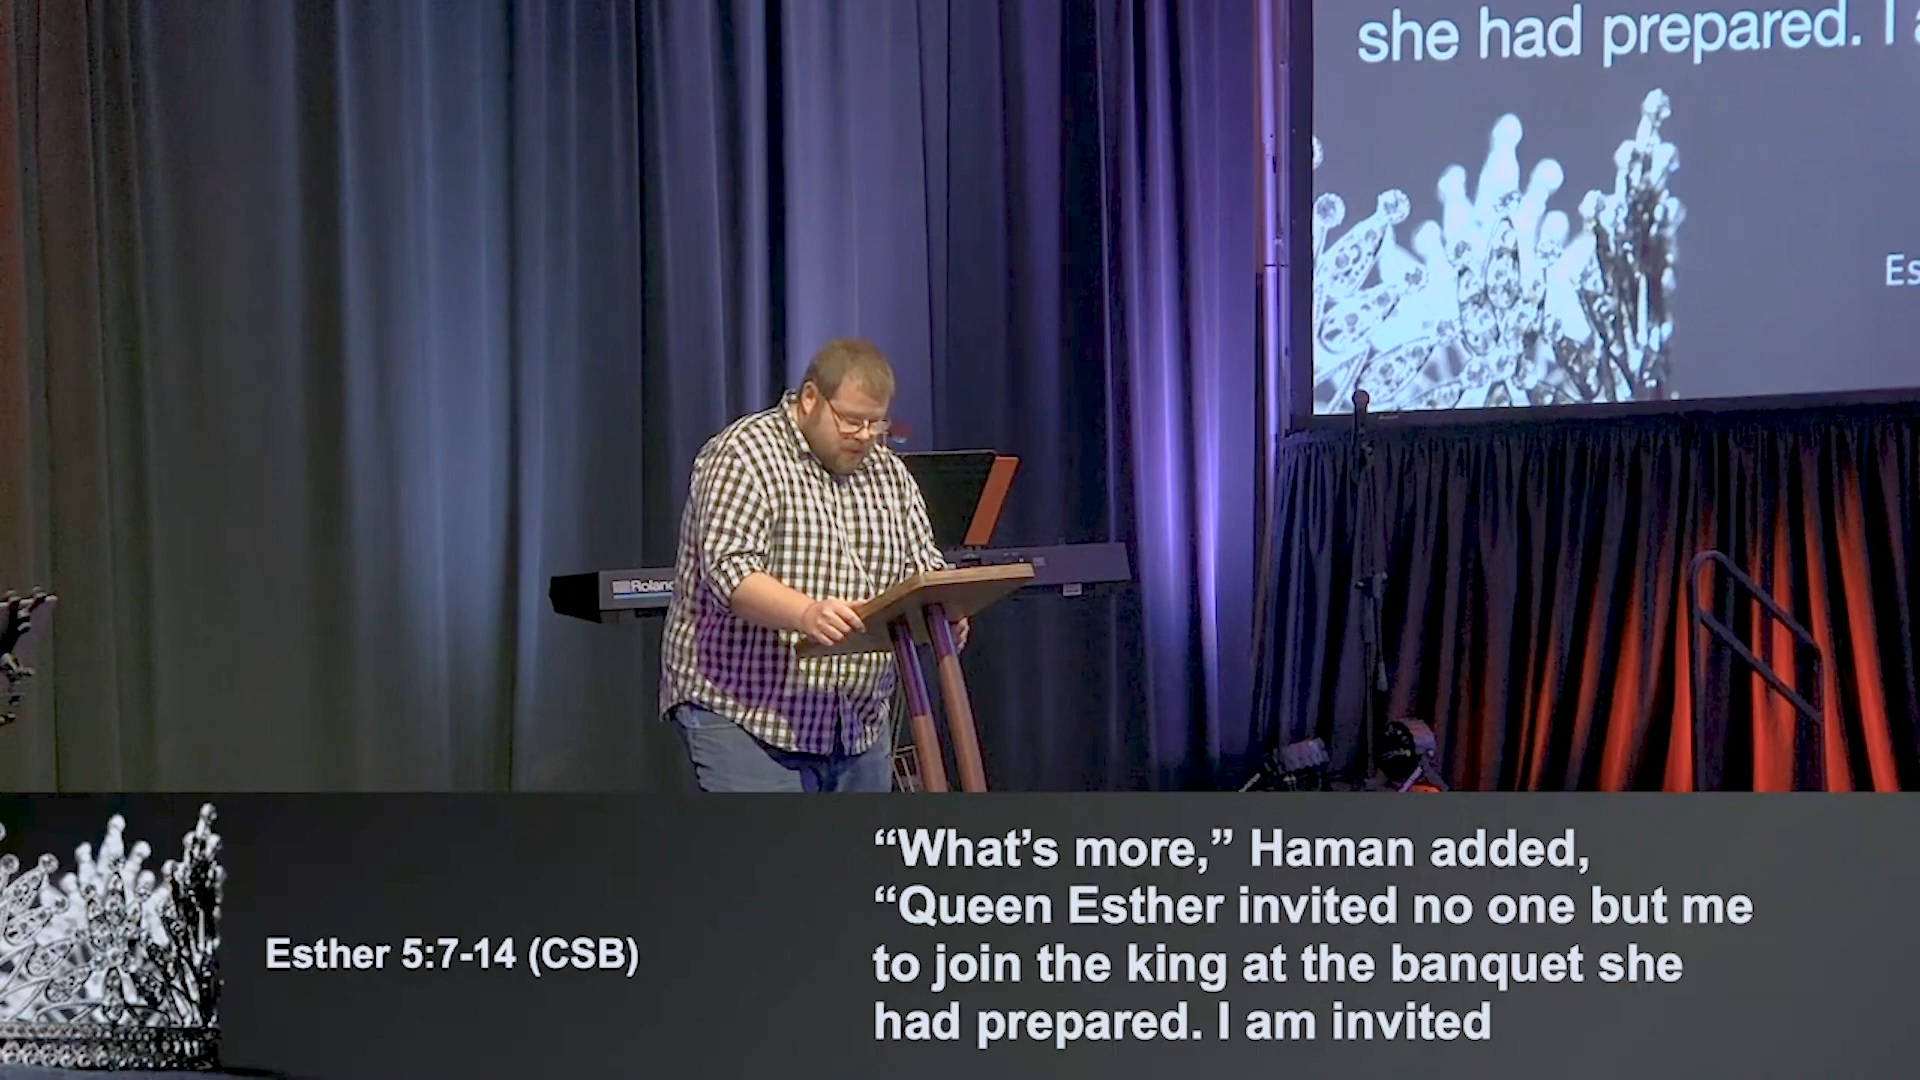 she had prepared. I a
Es
Roland
Esther 5:7-14 (CSB)
“What’s more,” Haman added,
“Queen Esther invited no one but me
to join the king at the banquet she
had prepared. I am invited